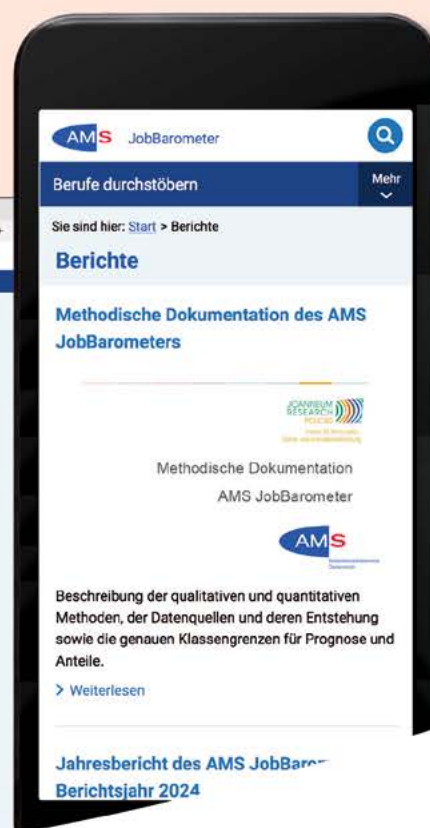 AMS JobBarometer
Berufe durchstöbern
Mehr
Sie sind hier: Start > Berichte
Berichte
Methodische Dokumentation des AMS
JobBarometers
JOANNEUM
RESEARCH
POLICIES
Methodische Dokumentation
AMS JobBarometer
AMS
Beschreibung der qualitativen und quantitativen
Methoden, der Datenquellen und deren Entstehung
sowie die genauen Klassengrenzen für Prognose und
Anteile.
> Weiterlesen
Jahresbericht des AMS
Berichtsjahr 2024